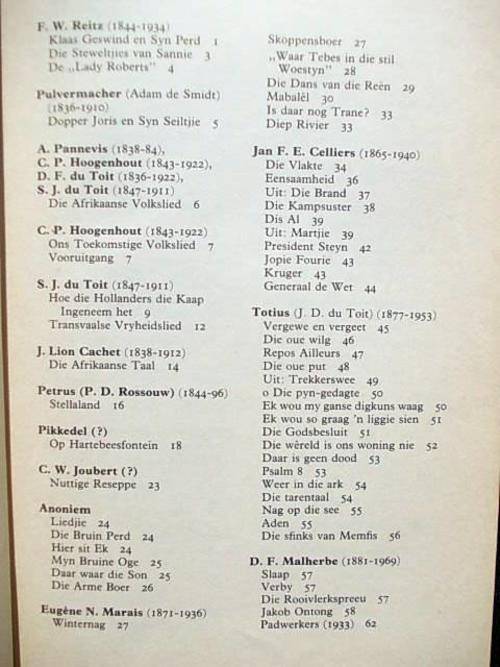 F. W. Reitz (1844-1934)
Klaas Geswind en Syn Perd 1
Die Steweltjies van Sannie 3
De „Lady Roberts” 4
Pulvermacher (Adam de Smidt)
(1836-1910)
Dopper Joris en Syn Seiltjie 5
A. Pannevis (1838-84),
C. P. Hoogenhout (1843-1922),
D. F. du Toit (1836-1922),
S. J. du Toit (1847-1911)
Die Afrikaanse Volkslied 6
C. P. Hoogenhout (1843-1922)
Ons Toekomstige Volkslied 7
Vooruitgang 7
S. J. du Toit (1847-1911)
Hoe die Hollanders die Kaap
Ingeneem het 9
Transvaalse Vryheidslied 12
J. Lion Cachet (1838-1912)
Die Afrikaanse Taal 14
Petrus (P. D. Rossouw) (1844-96)
Stellaland 16
Pikkedel (?)
Op Hartebeesfontein 18
C. W. Joubert (?)
Nuttige Reseppe 23
Anoniem
Liedjie 24
Die Bruin Perd 24
Hier sit Ek 24
Myn Bruine Oge 25
Daar waar die Son 25
Die Arme Boer 26
Eugène N. Marais (1871-1936)
Winternag 27
Skoppensboer 27
„Waar Tebes in die stil
Woestyn” 28
Die Dans van die Reën 29
Mabalêl 30
Is daar nog Trane? 33
Diep Rivier 33
Jan F. E. Celliers (1865-1940)
Die Vlakte 34
Eensaamheid 36
Uit: Die Brand 37
Die Kampsuster 38
Dis Al 39
Uit: Martjie 39
President Steyn 42
Jopie Fourie 43
Kruger 43
Generaal de Wet 44
Totius (J. D. du Toit) (1877-1953)
Vergewe en vergeet 45
Die oue wilg 46
Repos Ailleurs 47
Die oue put 48
Uit: Trekkerswee 49
o Die pyn-gedagte 50
Ek wou my ganse digkuns waag 50
Ek wou so graag 'n liggie sien 51
Die Godsbesluit 51
Die wêreld is ons woning nie 52
Daar is geen dood 53
Psalm 8 53
Weer in die ark 54
Die tarentaal 54
Nag op die see 55
Aden 55
Die sfinks van Memfis 56
D. F. Malherbe (1881-1969)
Slaap 57
Verby 57
Die Rooivlerkspreeu 57
Jakob Ontong 58
Padwerkers (1933) 62